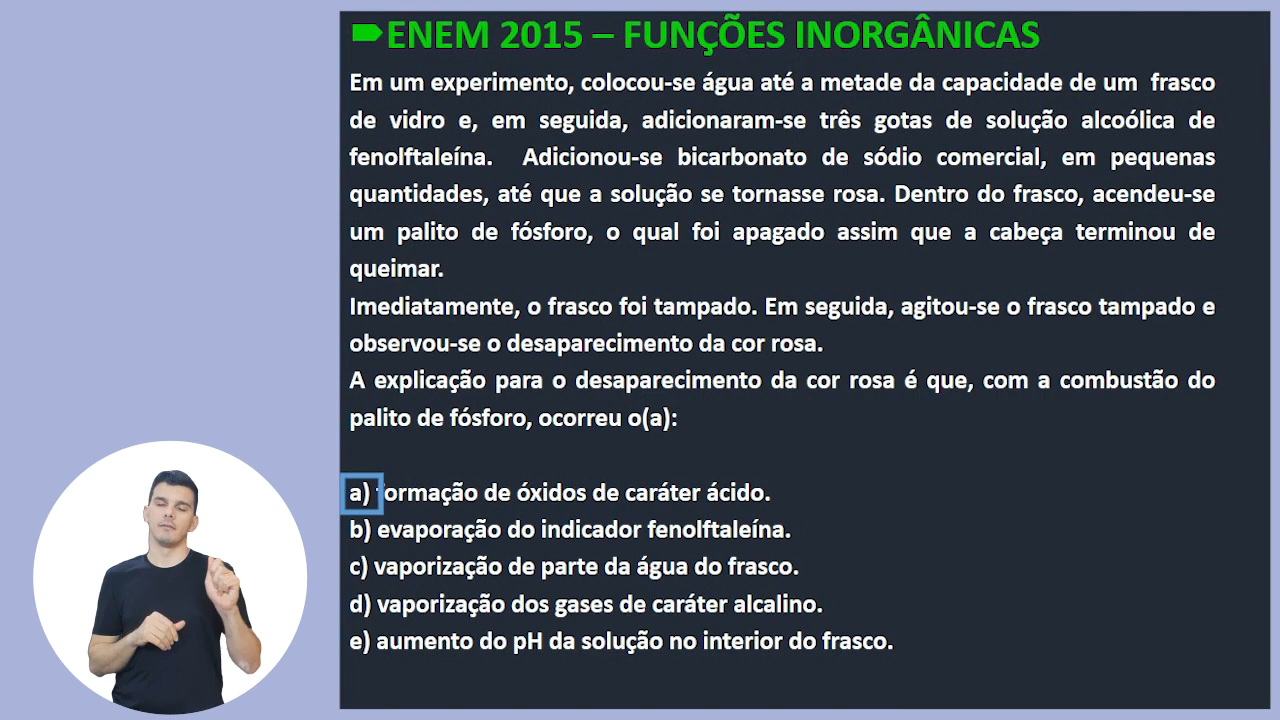 ENEM 2015 – FUNÇÕES INORGÂNICAS
Em um experimento, colocou-se água até a metade da capacidade de um frasco
de vidro e, em seguida, adicionaram-se três gotas de solução alcoólica de
fenolftaleína. Adicionou-se bicarbonato de sódio comercial, em pequenas
quantidades, até que a solução se tornasse rosa. Dentro do frasco, acendeu-se
um palito de fósforo, o qual foi apagado assim que a cabeça terminou de
queimar.
Imediatamente, o frasco foi tampado. Em seguida, agitou-se o frasco tampado e
observou-se o desaparecimento da cor rosa.
A explicação para o desaparecimento da cor rosa é que, com a combustão do
palito de fósforo, ocorreu o(a):
a) formação de óxidos de caráter ácido.
b) evaporação do indicador fenolftaleína.
c) vaporização de parte da água do frasco.
d) vaporização dos gases de caráter alcalino.
e) aumento do pH da solução no interior do frasco.